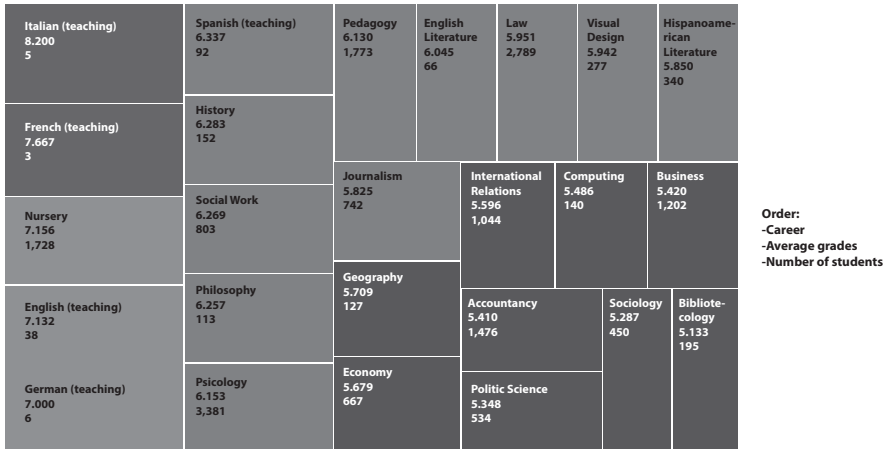 Italian (teaching)
8.200
5
French (teaching)
7.667
3
Nursery
7.156
1,728
English (teaching)
7.132
38
German (teaching)
7.000
6
Spanish (teaching)
6.337
92
History
6.283
152
Social Work
6.269
803
Philosophy
6.257
113
Psicology
6.153
3,381
Pedagogy
6.130
1,773
English
Literature
6.045
66
Law
5.951
2,789
Visual
Design
5.942
277
Hispanoame-
rican
Literature
5.850
340
Journalism
5.825
742
Geography
5.709
127
Economy
5.679
667
International
Relations
5.596
1,044
Computing
5.486
140
Business
5.420
1,202
Accountancy
5.410
1,476
Politic Science
5.348
534
Sociology
5.287
450
Bibliote-
cology
5.133
195
Order:
-Career
-Average grades
-Number of students